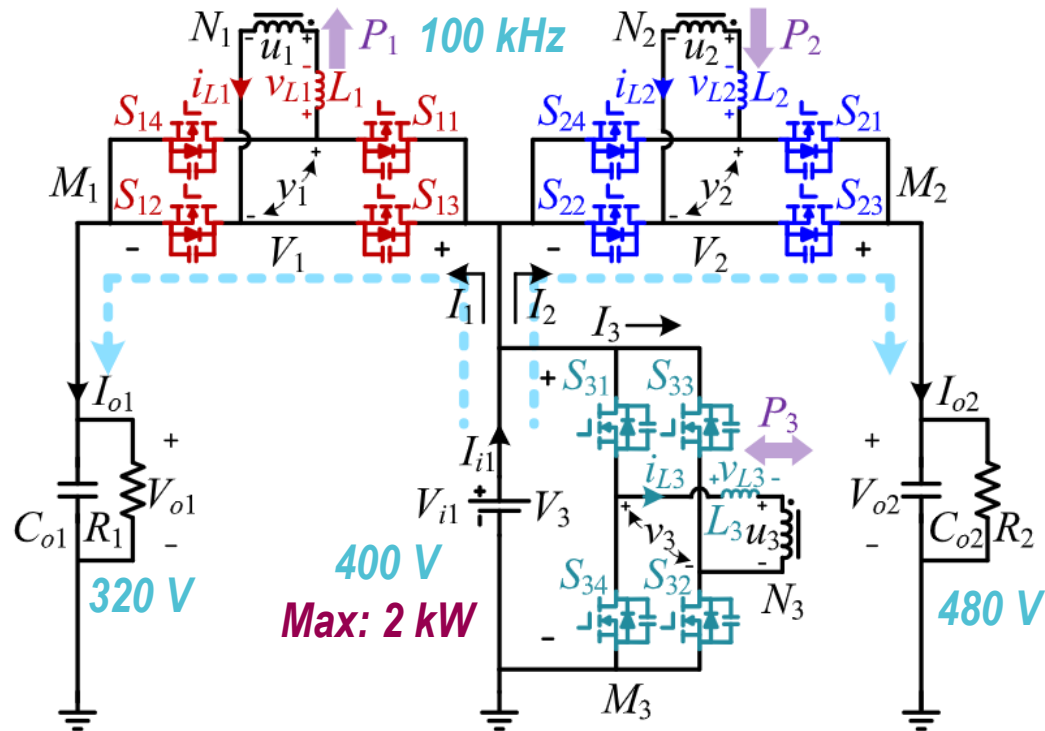 N1 u1 P1 100 kHz N2 u2 P2
- + - +
iL1 vL1 L1 iL2 vL2 L2
- + - +
S14 S11 S24 S21
M1 v1 v2 M2
+ - + -
S12 S13 S22 S23
- V1 + - V2 +
I1 I2
I3
Io1 + S31 S33 Io2
P3
Ii1 iL3 + vL3 -
+ Vo1 - Co1 R1
Vi1 + - V3
+ v3 - L3 + u3 -
+ Vo2 - Co2 R2
400 V S34 S32 N3
320 V 480 V
Max: 2 kW
-
M3